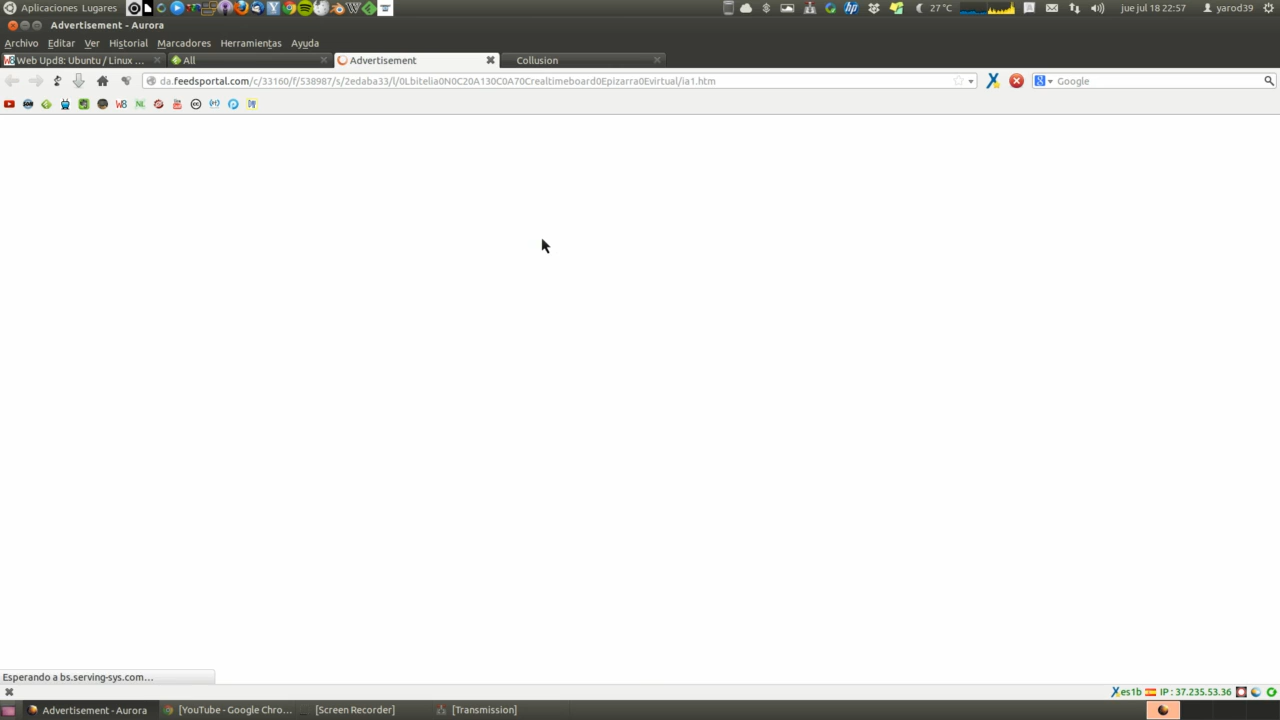 Aplicaciones Lugares
27 °C
jue jul 18 22:57
yarod39
Advertisement - Aurora
Archivo Editar Ver Historial Marcadores Herramientas Ayuda
Web Upd8: Ubuntu / Linux ...
All
Advertisement
Collusion
da.feedsportal.com/c/33160/f/538987/s/2edaba33/l/0Lbitelia0N0C20A130C0A70Crealtimeboard0Epizarra0Evirtual/ia1.htm
Google
Esperando a bs.serving-sys.com...
es1b IP : 37.235.53.36
Advertisement - Aurora
[YouTube - Google Chro...
[Screen Recorder]
[Transmission]